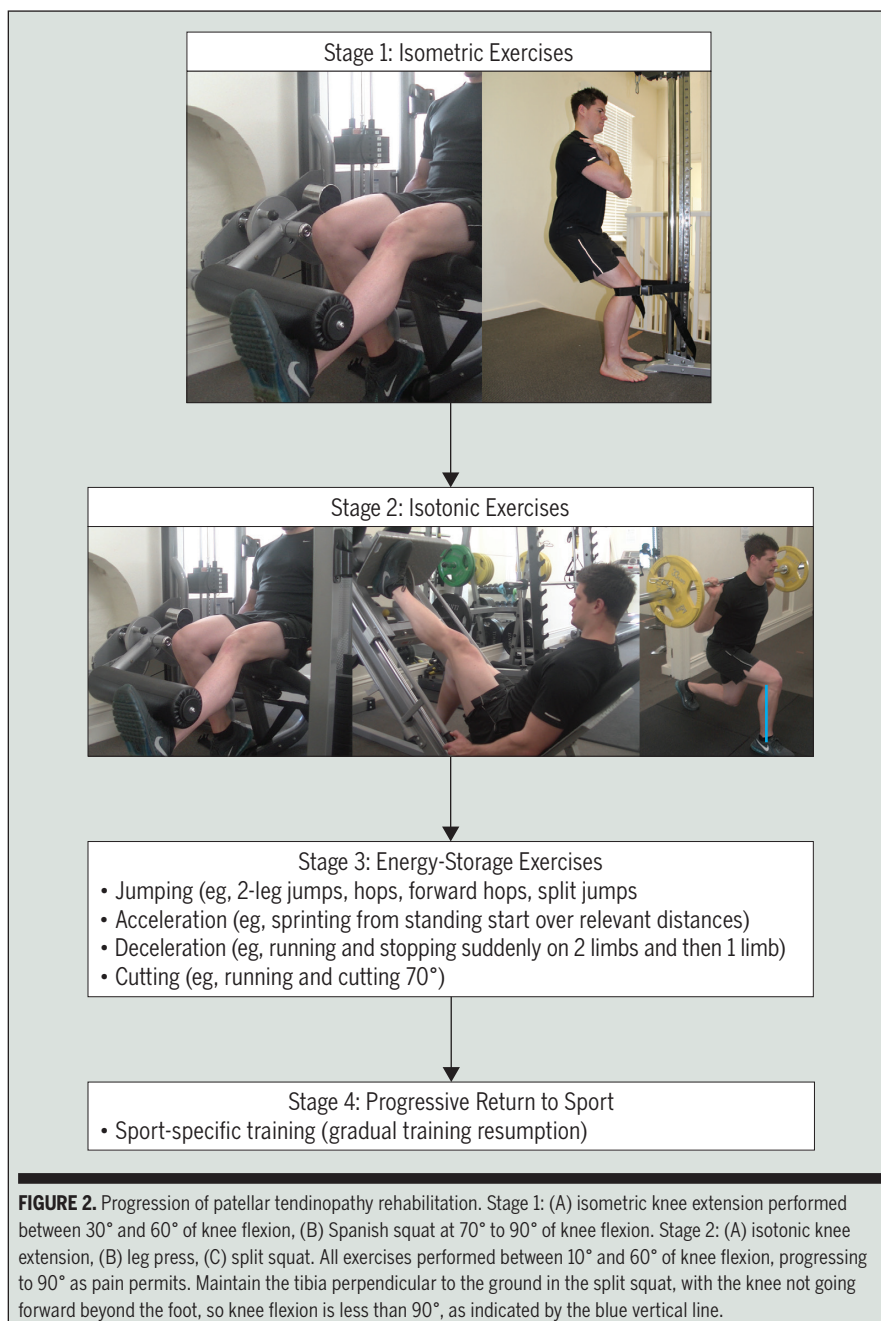 Stage 1: Isometric Exercises
Stage 2: Isotonic Exercises
Stage 3: Energy-Storage Exercises
• Jumping (eg, 2-leg jumps, hops, forward hops, split jumps
• Acceleration (eg, sprinting from standing start over relevant distances)
• Deceleration (eg, running and stopping suddenly on 2 limbs and then 1 limb)
• Cutting (eg, running and cutting 70°)
Stage 4: Progressive Return to Sport
• Sport-specific training (gradual training resumption)
FIGURE 2. Progression of patellar tendinopathy rehabilitation. Stage 1: (A) isometric knee extension performed
between 30° and 60° of knee flexion, (B) Spanish squat at 70° to 90° of knee flexion. Stage 2: (A) isotonic knee
extension, (B) leg press, (C) split squat. All exercises performed between 10° and 60° of knee flexion, progressing
to 90° as pain permits. Maintain the tibia perpendicular to the ground in the split squat, with the knee not going
forward beyond the foot, so knee flexion is less than 90°, as indicated by the blue vertical line.